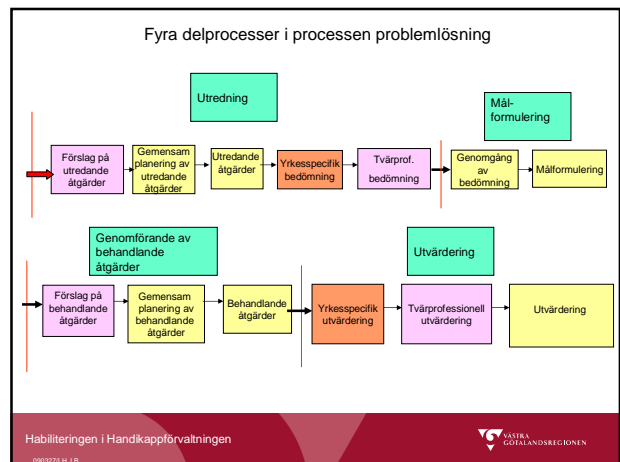 Fyra delprocesser i processen problemlösning
Utredning
Mål-
formulering
Förslag på
utredande
åtgärder
Gemensam
planering av
utredande
åtgärder
Utredande
åtgärder
Yrkesspecifik
bedömning
Tvärprof.
bedömning
Genomgång
av
bedömning
Målformulering
Genomförande av
behandlande
åtgärder
Utvärdering
Förslag på
behandlande
åtgärder
Gemensam
planering av
behandlande
åtgärder
Behandlande
åtgärder
Yrkesspecifik
utvärdering
Tvärprofessionell
utvärdering
Utvärdering
Habiliteringen i Handikappförvaltningen
VÄSTRA
GÖTALANDSREGIONEN